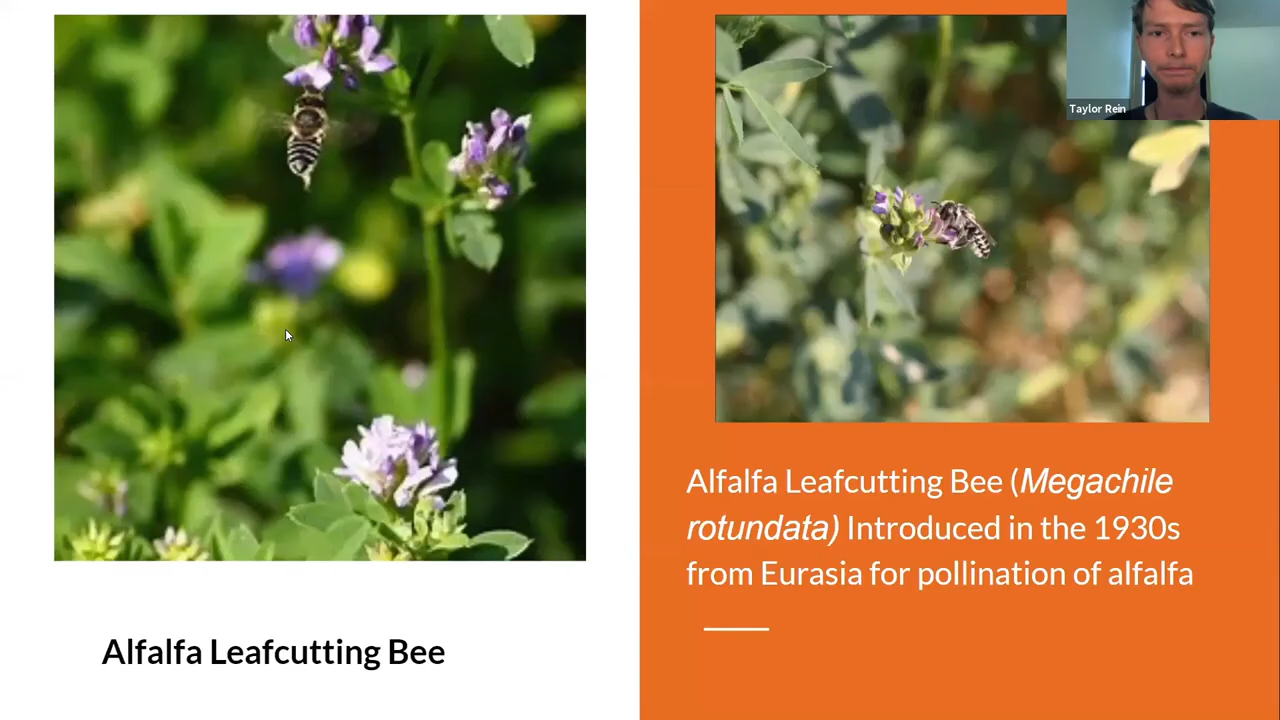 Taylor Rein
Alfalfa Leafcutting Bee (Megachile
rotundata) Introduced in the 1930s
from Eurasia for pollination of alfalfa
Alfalfa Leafcutting Bee